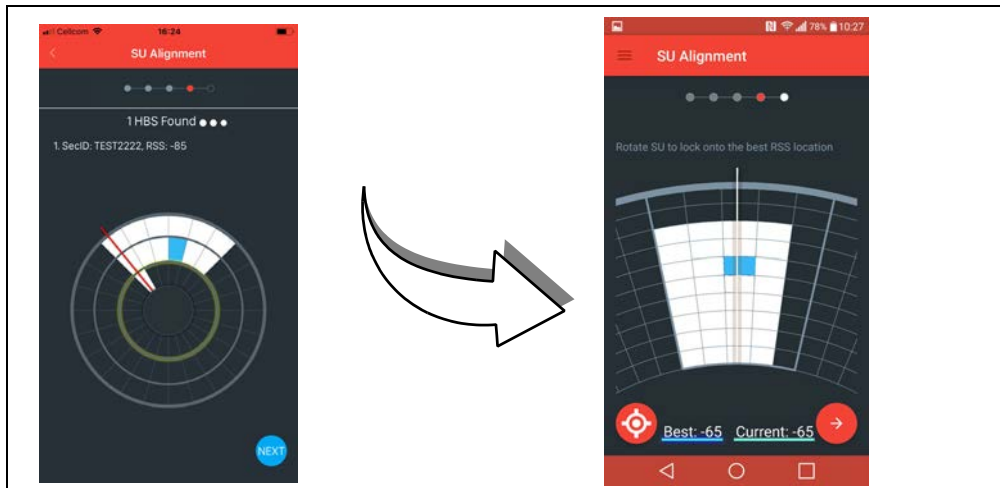 Cellcom
16:24
SU Alignment
1 HBS Found
1. SecID: TEST2222, RSS: -85
NEXT
78% 10:27
SU Alignment
Rotate SU to lock onto the best RSS location
Best: -65 Current: -65